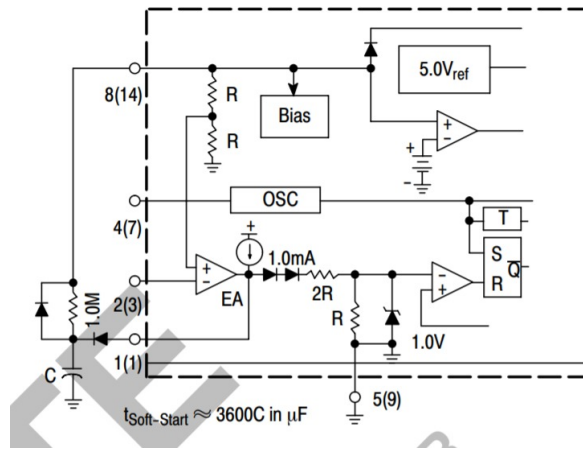 5.0Vref
8(14)
R
Bias
R
+
−
+
−
OSC
4(7)
T
+
1.0mA
S
Q
R
+
−
EA
2R
−
+
2(3)
1.0M
R
1.0V
1(1)
C
5(9)
tSoft-Start ≈ 3600C in µF